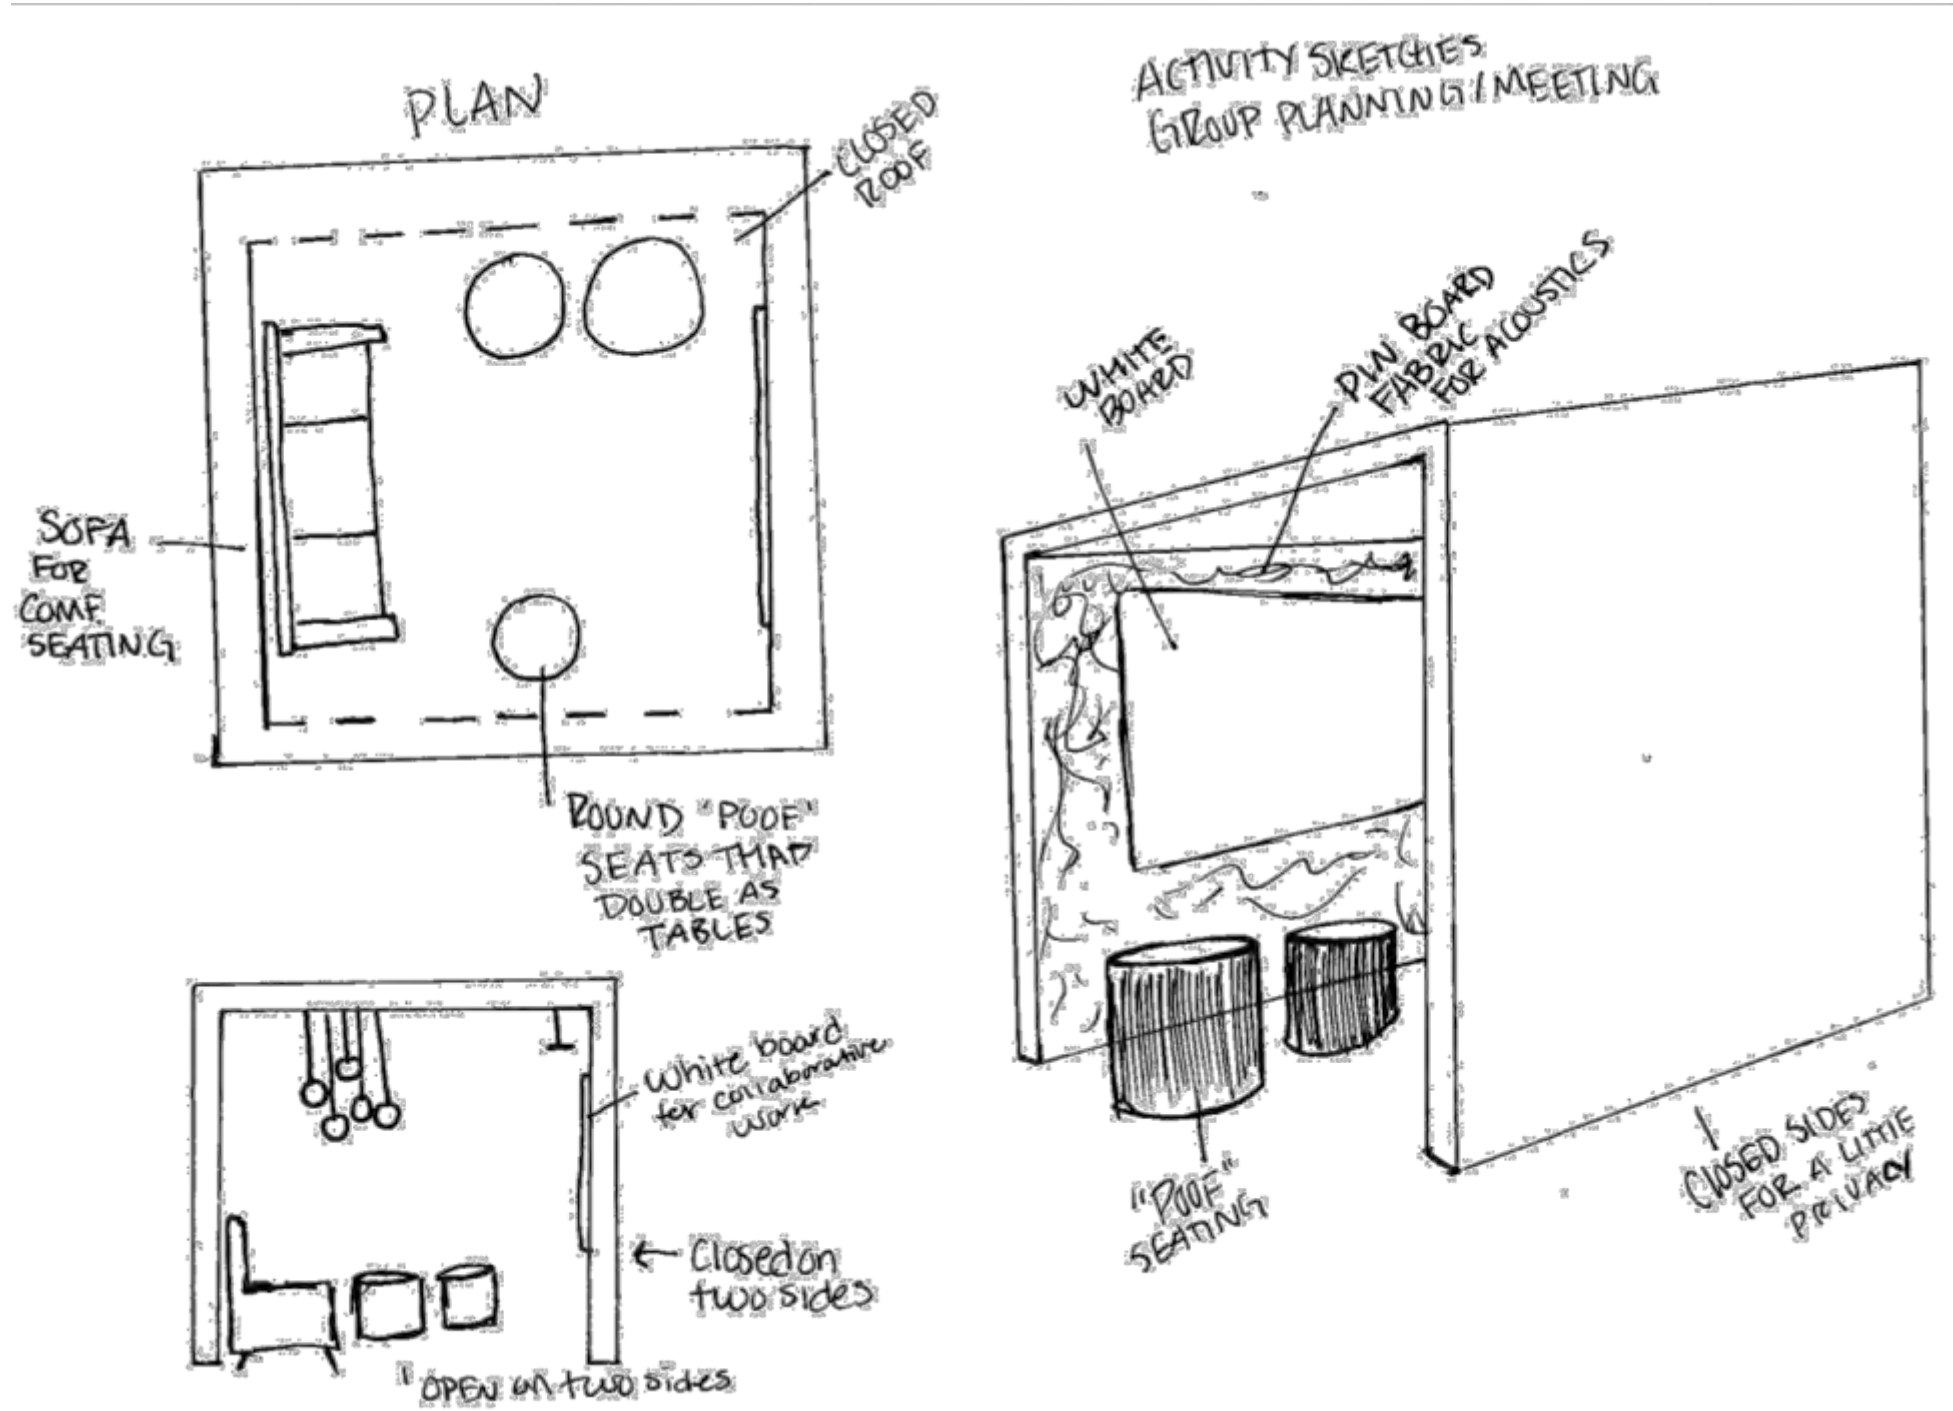 PLAN
CLOSED
ROOF
SOFA
FOR
COMF.
SEATING
ROUND "POOF"
SEATS THAT
DOUBLE AS
TABLES
White board
for collaborative
work
Closed on
two sides
OPEN on two sides
ACTIVITY SKETCHES
GROUP PLANNING/MEETING
WHITE
BOARD
PIN BOARD
FABRIC
FOR ACOUSTICS
"POOF"
SEATING
CLOSED SIDES
FOR A LITTLE
PRIVACY